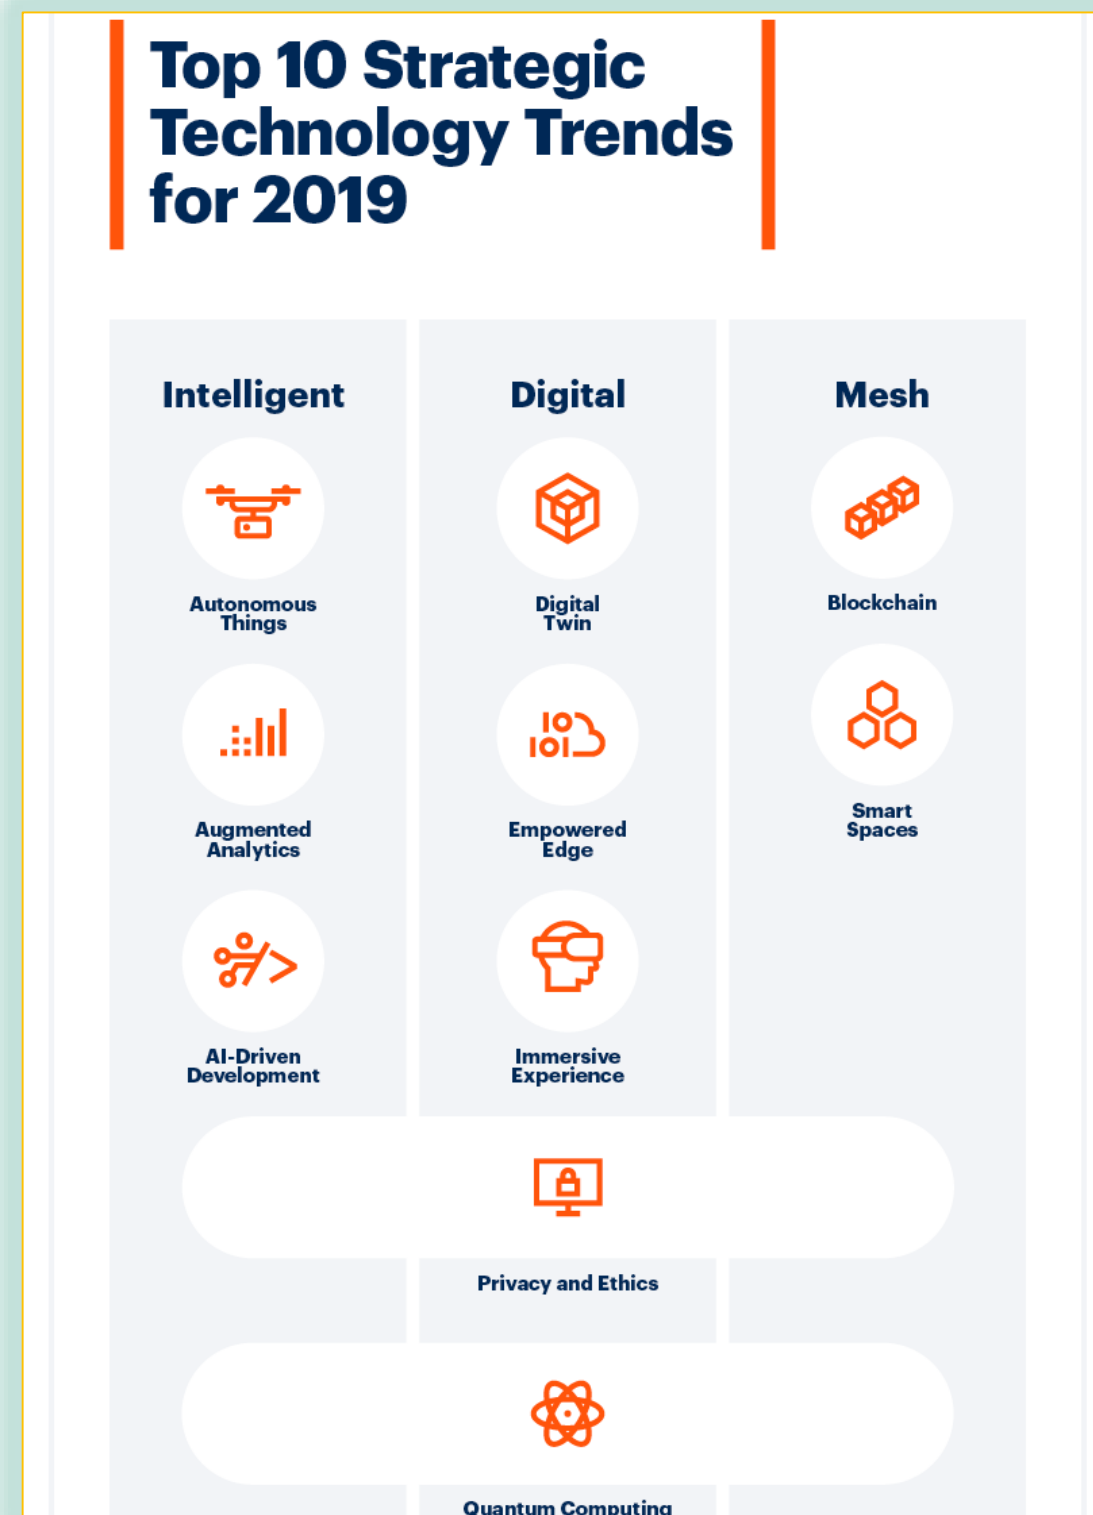 Top 10 Strategic
Technology Trends
for 2019
Intelligent
Autonomous
Things
Augmented
Analytics
AI-Driven
Development
Digital
Digital
Twin
Empowered
Edge
Immersive
Experience
Mesh
Blockchain
Smart
Spaces
Privacy and Ethics
Quantum Computing